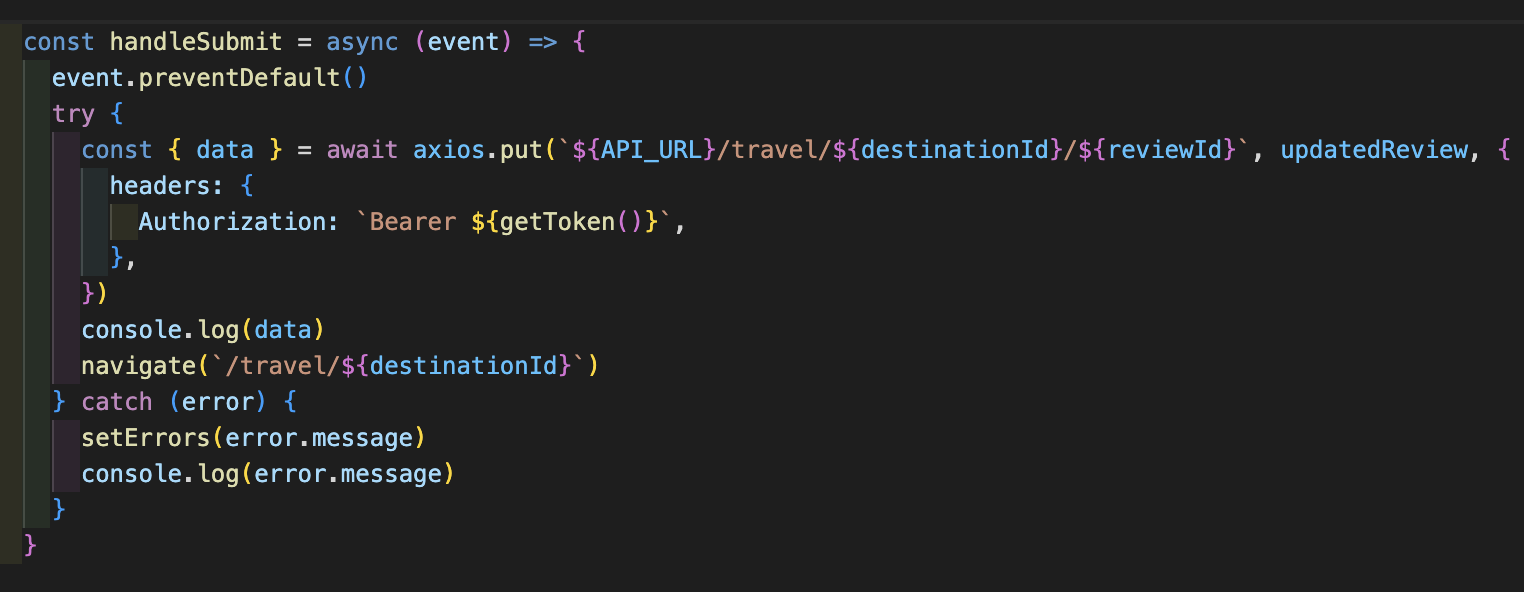 const handleSubmit = async (event) => {
  event.preventDefault()
  try {
    const { data } = await axios.put(`${API_URL}/travel/${destinationId}/${reviewId}`, updatedReview, {
      headers: {
        Authorization: `Bearer ${getToken()}`,
      },
    })
    console.log(data)
    navigate(`/travel/${destinationId}`)
  } catch (error) {
    setErrors(error.message)
    console.log(error.message)
  }
}